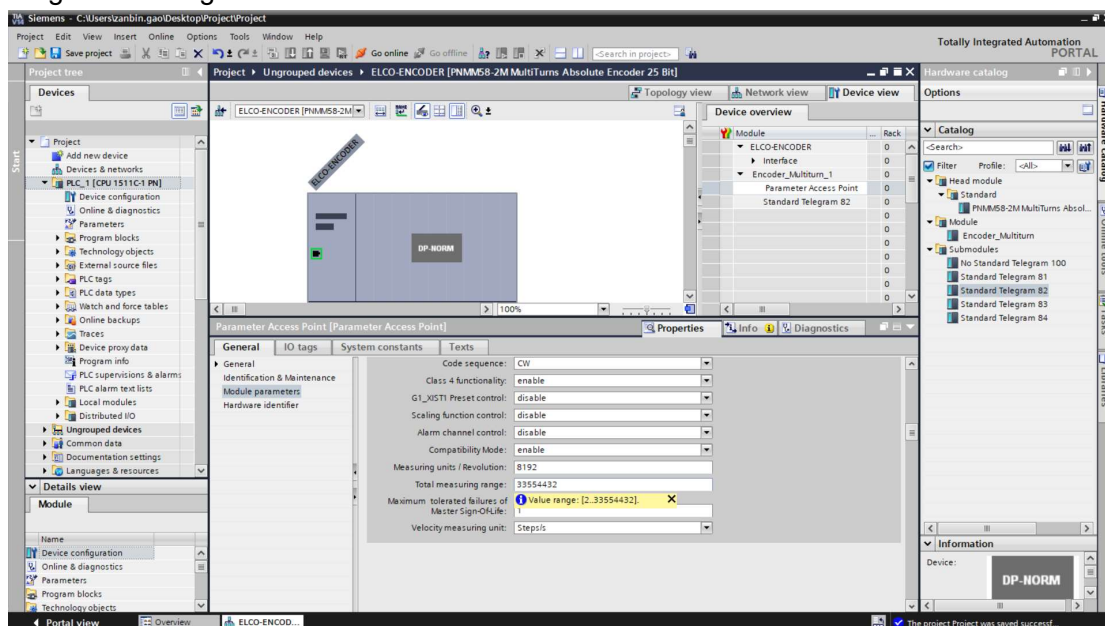 Siemens - C:\Users\zanbin.gao\Desktop\Project\Project
Project Edit View Insert Online Options Tools Window Help
Totally Integrated Automation
PORTAL
Save project
Go online
Go offline
<Search in project>
Project tree
Project ▸ Ungrouped devices ▸ ELCO-ENCODER [PNMM58-2M MultiTurns Absolute Encoder 25 Bit]
Hardware catalog
Devices
Topology view
Network view
Device view
Options
ELCO-ENCODER [PNMM58-2M
Device overview
Module ... Rack
ELCO-ENCODER 0
Interface 0
Encoder_Multiturn_1 0
Parameter Access Point 0
Standard Telegram 82 0
0
0
0
0
0
0
ELCO-ENCODER
DP-NORM
100%
Project
Add new device
Devices & networks
PLC_1 [CPU 1511C-1 PN]
Device configuration
Online & diagnostics
Parameters
Program blocks
Technology objects
External source files
PLC tags
PLC data types
Watch and force tables
Online backups
Traces
Device proxy data
Program info
PLC supervisions & alarms
PLC alarm text lists
Local modules
Distributed I/O
Ungrouped devices
Common data
Documentation settings
Languages & resources
Details view
Module
Name
Device configuration
Online & diagnostics
Parameters
Program blocks
Technology objects
Start
Parameter Access Point [Parameter Access Point]
Properties
Info
Diagnostics
General
IO tags
System constants
Texts
General
Identification & Maintenance
Module parameters
Hardware identifier
Code sequence: CW
Class 4 functionality: enable
G1_XIST1 Preset control: disable
Scaling function control: disable
Alarm channel control: disable
Compatibility Mode: enable
Measuring units / Revolution: 8192
Total measuring range: 33554432
Value range: [2..33554432].
Maximum tolerated failures of
Master Sign-Of-Life: 1
Velocity measuring unit: Steps/s
Catalog
<Search>
Filter Profile: <All>
Head module
Standard
PNMM58-2M MultiTurns Absol...
Module
Encoder_Multiturn
Submodules
No Standard Telegram 100
Standard Telegram 81
Standard Telegram 82
Standard Telegram 83
Standard Telegram 84
Information
Device:
DP-NORM
Hardware catalog
Online tools
Tasks
Libraries
Portal view
Overview
ELCO-ENCOD...
The project Project was saved successf...